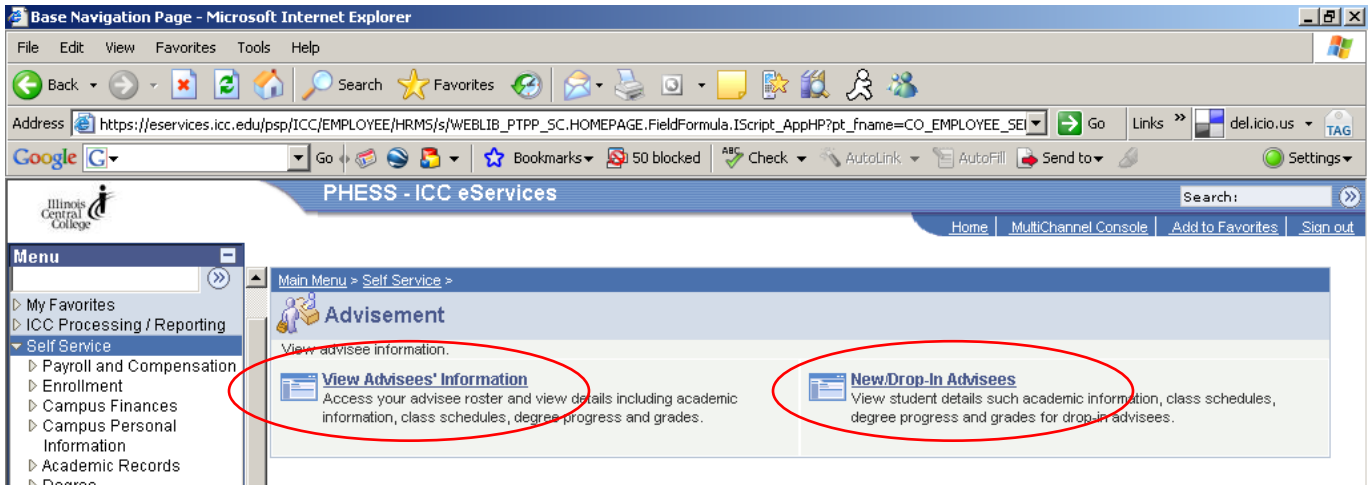 Base Navigation Page - Microsoft Internet Explorer
File Edit View Favorites Tools Help
Back Search Favorites
Address https://eservices.icc.edu/psp/ICC/EMPLOYEE/HRMS/s/WEBLIB_PTPP_SC.HOMEPAGE.FieldFormula.IScript_AppHP?pt_fname=CO_EMPLOYEE_SE Go Links » del.icio.us TAG
Google G Go Bookmarks 50 blocked ABC Check AutoLink AutoFill Send to Settings
Illinois
Central
College
PHESS - ICC eServices
Search:
Home MultiChannel Console Add to Favorites Sign out
Menu
My Favorites
ICC Processing / Reporting
Self Service
Payroll and Compensation
Enrollment
Campus Finances
Campus Personal
Information
Academic Records
Degree
Main Menu > Self Service >
Advisement
View advisee information.
View Advisees' Information
Access your advisee roster and view details including academic
information, class schedules, degree progress and grades.
New/Drop-In Advisees
View student details such academic information, class schedules,
degree progress and grades for drop-in advisees.